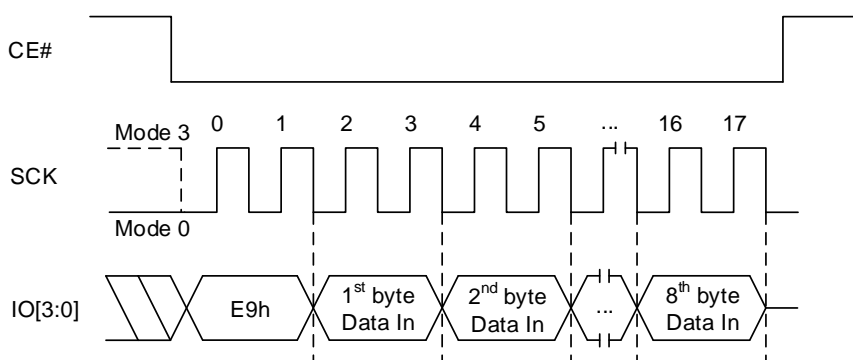 CE#
Mode 3 0 1 2 3 4 5 ... 16 17
SCK
Mode 0
IO[3:0] E9h 1st byte Data In 2nd byte Data In ... 8th byte Data In